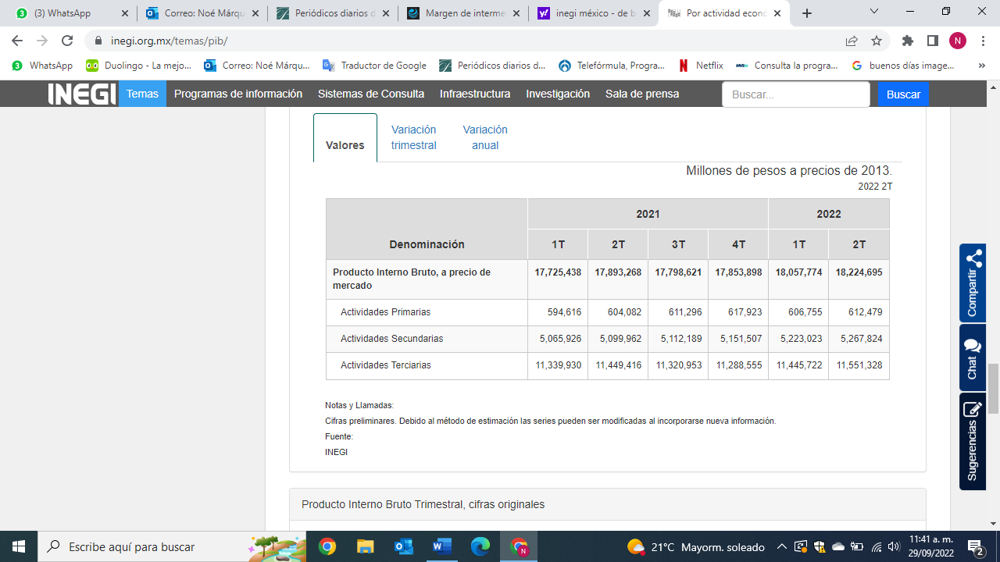 (3) WhatsApp
Correo: Noé Márqu
Periódicos diarios d
Margen de interme
inegi méxico - de b
Por actividad econó
inegi.org.mx/temas/pib/
N
WhatsApp
Duolingo - La mejo...
Correo: Noé Márqu...
Traductor de Google
Periódicos diarios d...
Telefórmula, Progra...
Netflix
Consulta la progra...
buenos días image...
»
INEGI
Temas
Programas de información
Sistemas de Consulta
Infraestructura
Investigación
Sala de prensa
Buscar...
Buscar
Valores
Variación
trimestral
Variación
anual
Millones de pesos a precios de 2013.
2022 2T
Denominación
2021
2022
1T 2T 3T 4T 1T 2T
Producto Interno Bruto, a precio de
mercado
17,725,438 17,893,268 17,798,621 17,853,898 18,057,774 18,224,695
Actividades Primarias 594,616 604,082 611,296 617,923 606,755 612,479
Actividades Secundarias 5,065,926 5,099,962 5,112,189 5,151,507 5,223,023 5,267,824
Actividades Terciarias 11,339,930 11,449,416 11,320,953 11,288,555 11,445,722 11,551,328
Notas y Llamadas:
Cifras preliminares. Debido al método de estimación las series pueden ser modificadas al incorporarse nueva información.
Fuente:
INEGI
Producto Interno Bruto Trimestral, cifras originales
Compartir
Chat
Sugerencias
Escribe aquí para buscar
21°C Mayorm. soleado
11:41 a. m.
29/09/2022
2